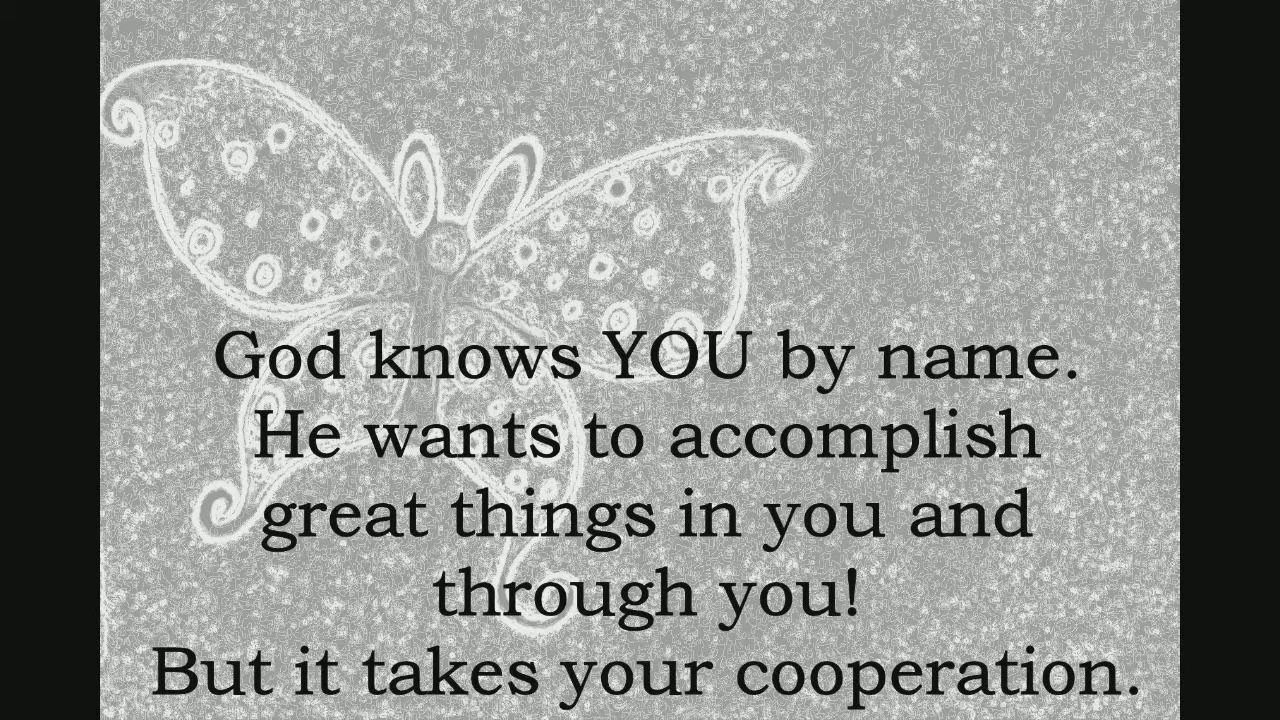 God knows YOU by name.
He wants to accomplish
great things in you and
through you!
But it takes your cooperation.